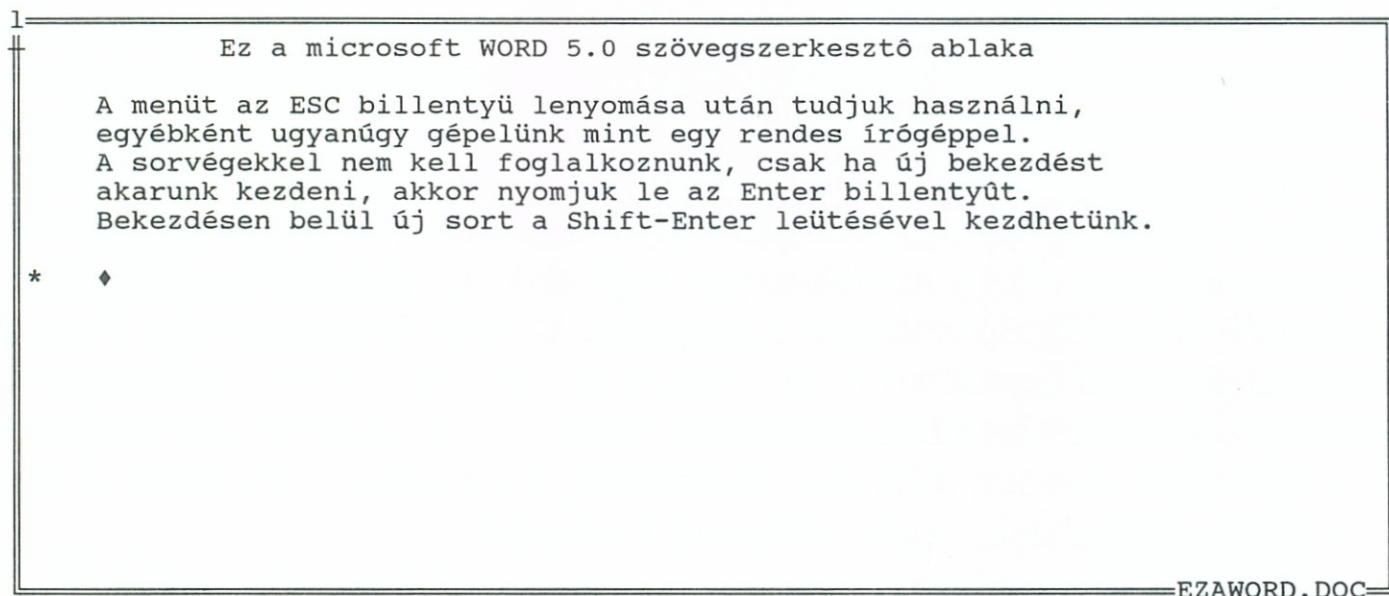 1
Ez a microsoft WORD 5.0 szövegszerkesztô ablaka
A menüt az ESC billentyü lenyomása után tudjuk használni,
egyébként ugyanúgy gépelünk mint egy rendes írógéppel.
A sorvégekkel nem kell foglalkoznunk, csak ha új bekezdést
akarunk kezdeni, akkor nyomjuk le az Enter billentyût.
Bekezdésen belül új sort a Shift-Enter leütésével kezdhetünk.
* ♦
EZAWORD.DOC